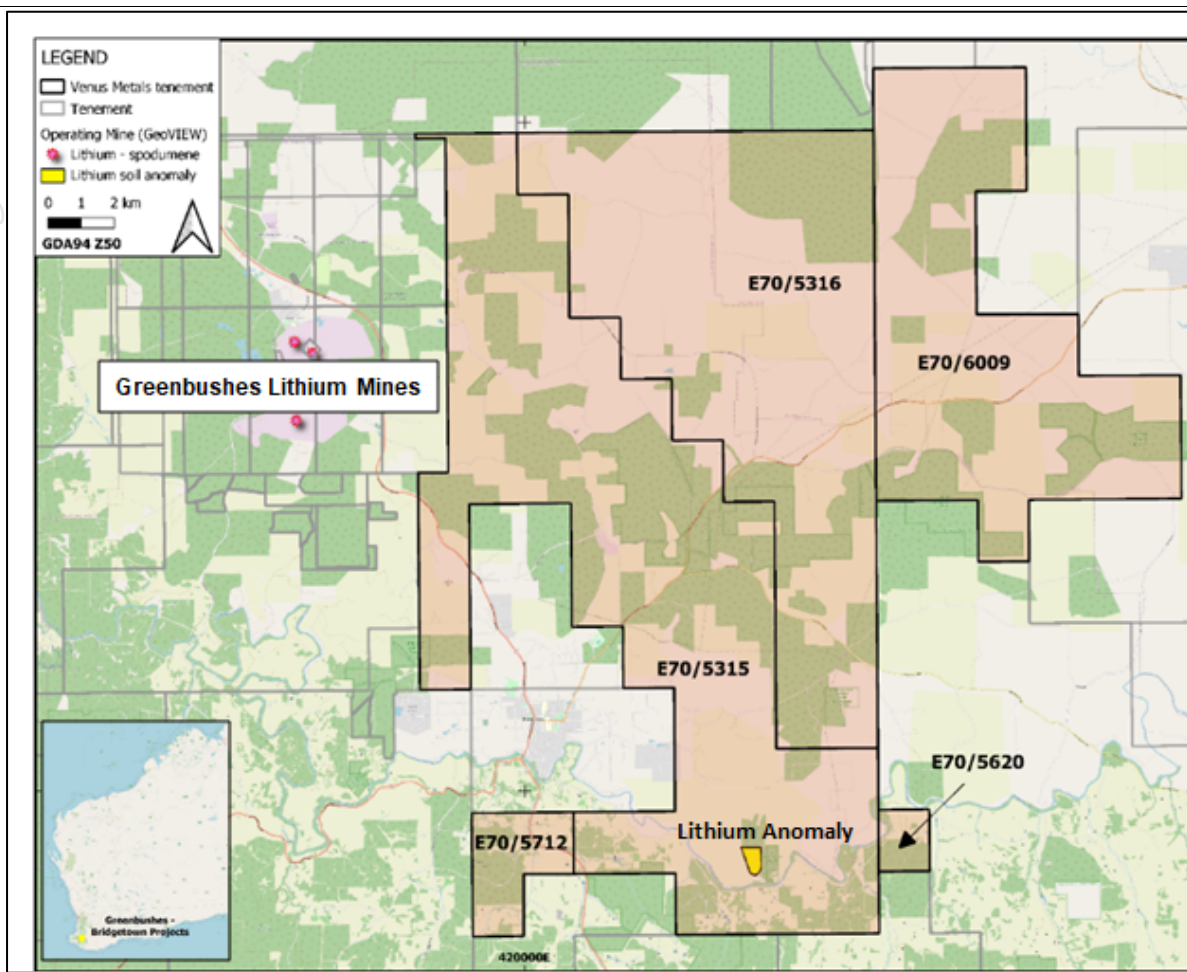 LEGEND
Venus Metals tenement
Tenement
Operating Mine (GeoVIEW)
Lithium - spodumene
Lithium soil anomaly
0 1 2 km
GDA94 Z50
E70/5316
E70/6009
Greenbushes Lithium Mines
E70/5315
E70/5620
Lithium Anomaly
E70/5712
Greenbushes -
Bridgetown Projects
420000E